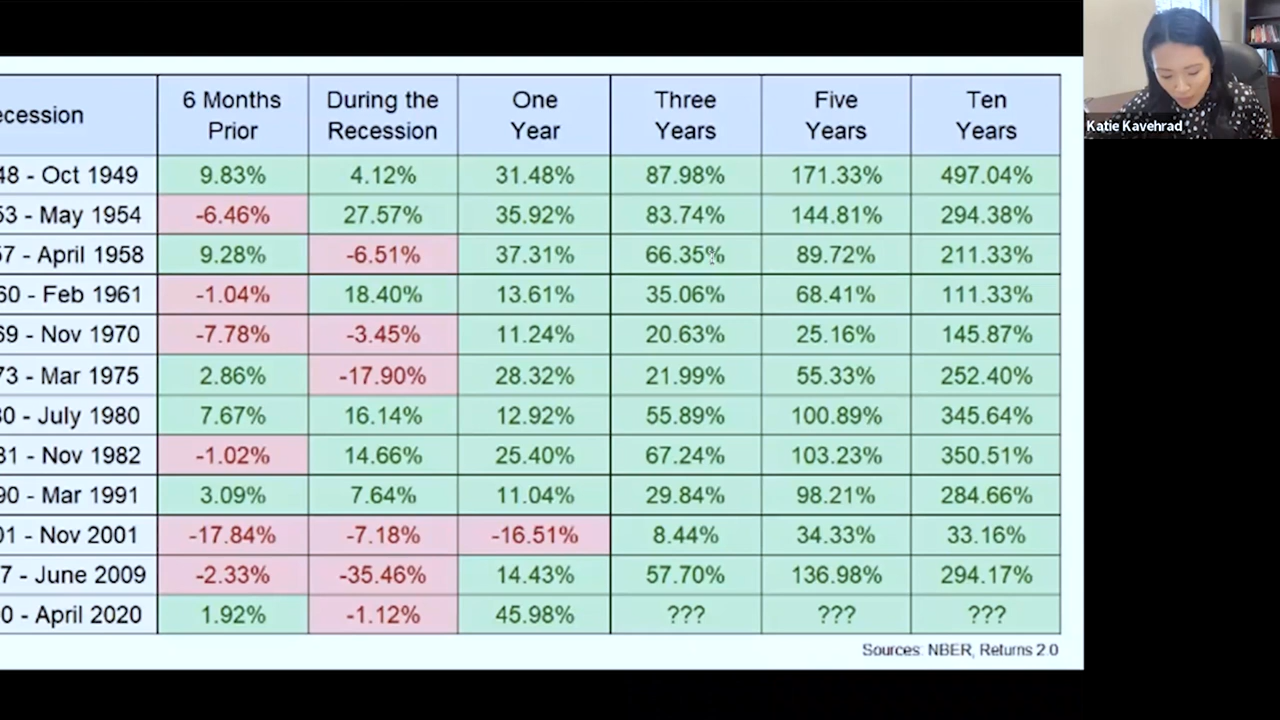 ecession 6 Months Prior During the Recession One Year Three Years Five Years Ten Years
48 - Oct 1949 9.83% 4.12% 31.48% 87.98% 171.33% 497.04%
53 - May 1954 -6.46% 27.57% 35.92% 83.74% 144.81% 294.38%
57 - April 1958 9.28% -6.51% 37.31% 66.35% 89.72% 211.33%
60 - Feb 1961 -1.04% 18.40% 13.61% 35.06% 68.41% 111.33%
69 - Nov 1970 -7.78% -3.45% 11.24% 20.63% 25.16% 145.87%
73 - Mar 1975 2.86% -17.90% 28.32% 21.99% 55.33% 252.40%
80 - July 1980 7.67% 16.14% 12.92% 55.89% 100.89% 345.64%
81 - Nov 1982 -1.02% 14.66% 25.40% 67.24% 103.23% 350.51%
90 - Mar 1991 3.09% 7.64% 11.04% 29.84% 98.21% 284.66%
01 - Nov 2001 -17.84% -7.18% -16.51% 8.44% 34.33% 33.16%
7 - June 2009 -2.33% -35.46% 14.43% 57.70% 136.98% 294.17%
0 - April 2020 1.92% -1.12% 45.98% ??? ??? ???
Sources: NBER, Returns 2.0
Katie Kavehrad